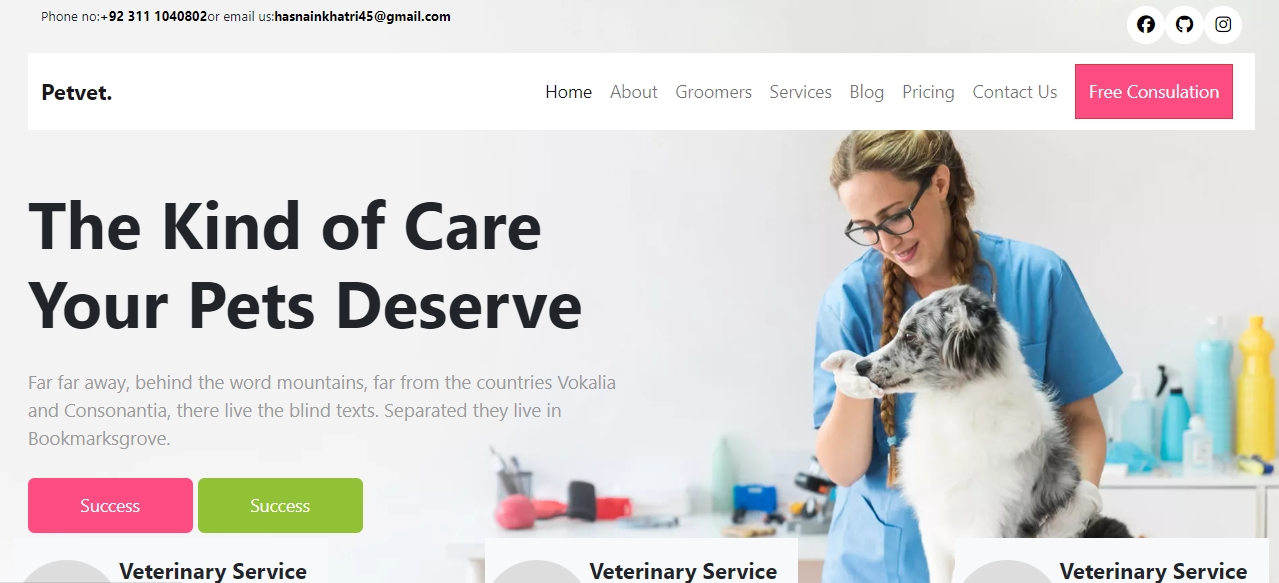 Phone no:+92 311 1040802or email us:hasnainkhatri45@gmail.com
Petvet.
Home About Groomers Services Blog Pricing Contact Us Free Consulation
The Kind of Care
Your Pets Deserve
Far far away, behind the word mountains, far from the countries Vokalia
and Consonantia, there live the blind texts. Separated they live in
Bookmarksgrove.
Success Success
Veterinary Service Veterinary Service Veterinary Service